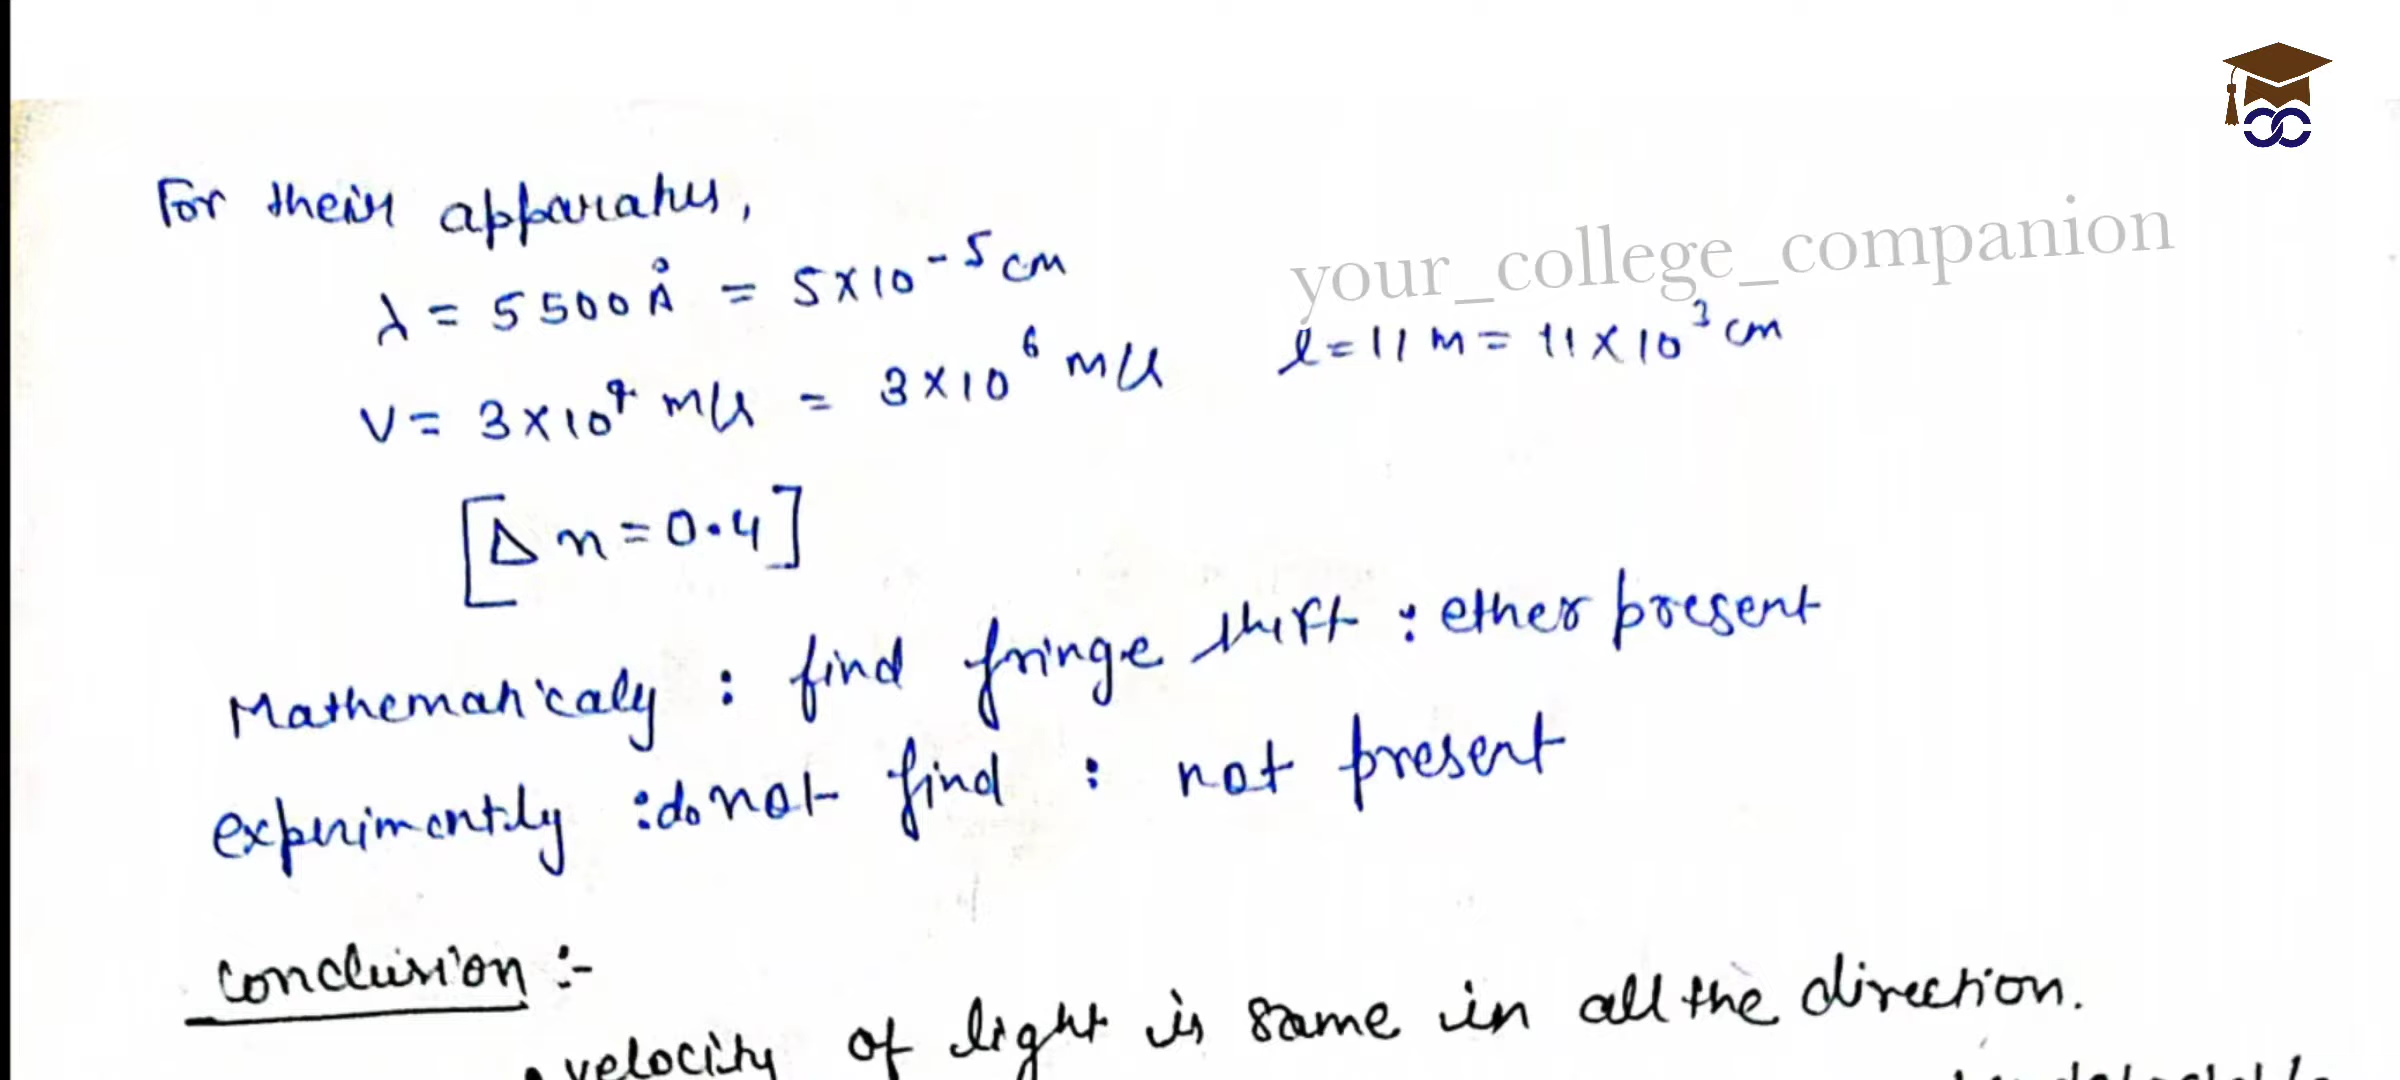 For their apparatus,
your_college_companion
λ = 5500 Å = 5×10⁻⁵ cm
l = 11 m = 11×10³ cm
V = 3×10⁴ m/s = 3×10⁶ m/s
[Δn = 0.4]
Mathematicaly : find fringe shift : ether present
experimently : do not find : not present
Conclusion :-
velocity of light is same in all the direction.